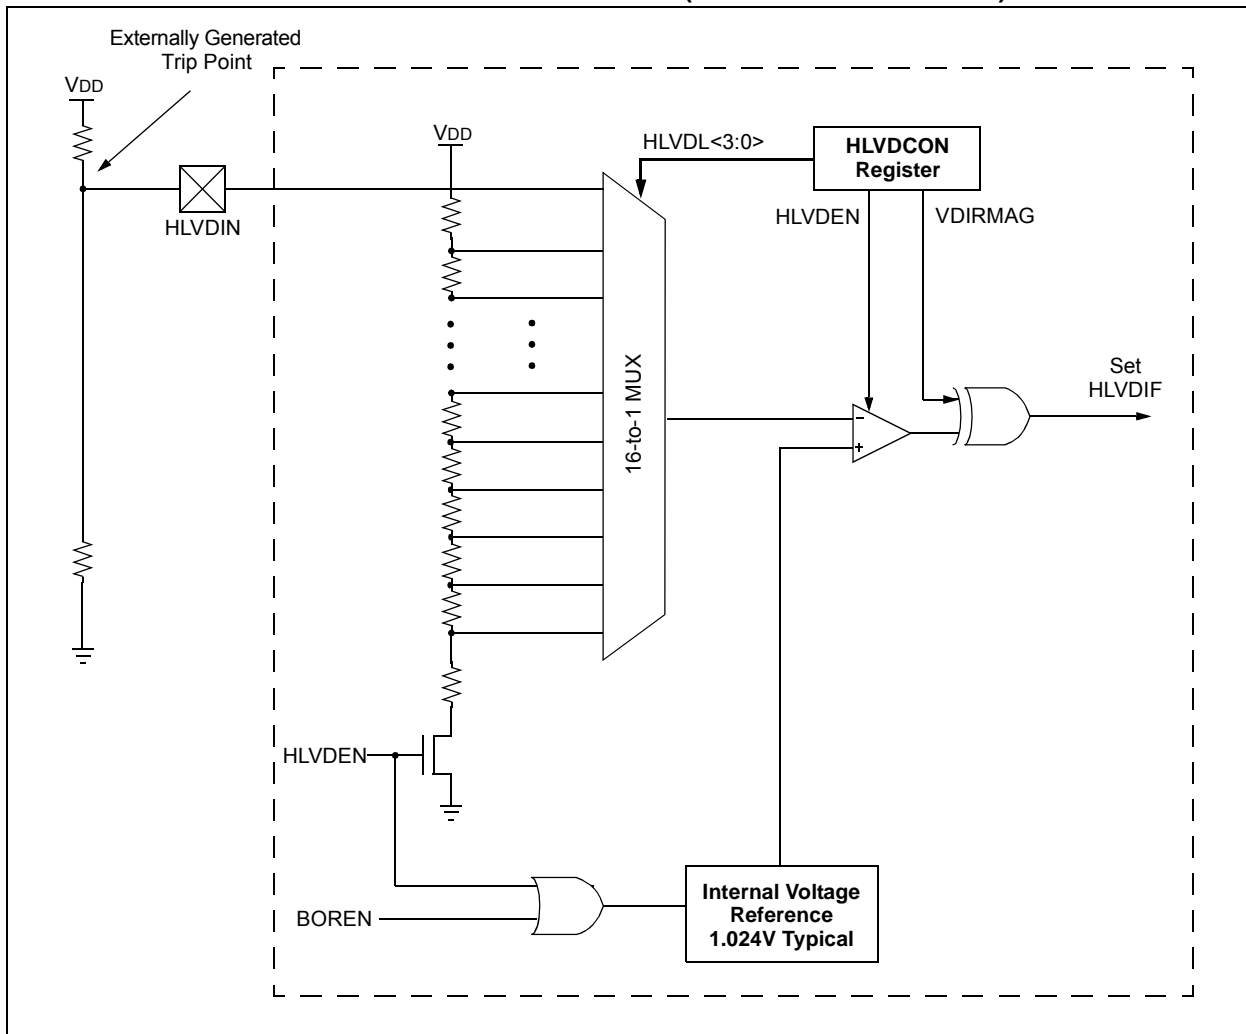 Externally Generated
Trip Point
VDD
HLVDIN
VDD
HLVDL<3:0>
HLVDCON
Register
HLVDEN
VDIRMAG
16-to-1 MUX
-
+
Set
HLVDIF
HLVDEN
BOREN
Internal Voltage
Reference
1.024V Typical